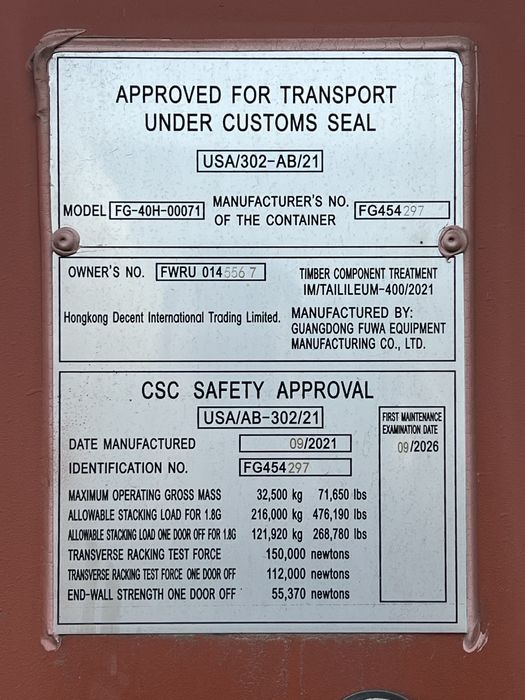 APPROVED FOR TRANSPORT
UNDER CUSTOMS SEAL
USA/302-AB/21
MODEL FG-40H-00071 MANUFACTURER'S NO. OF THE CONTAINER FG454297
OWNER'S NO. FWRU 014556 7
Hongkong Decent International Trading Limited.
TIMBER COMPONENT TREATMENT
IM/TAILILEUM-400/2021
MANUFACTURED BY:
GUANGDONG FUWA EQUIPMENT
MANUFACTURING CO., LTD.
CSC SAFETY APPROVAL
USA/AB-302/21
DATE MANUFACTURED 09/2021
IDENTIFICATION NO. FG454297
FIRST MAINTENANCE
EXAMINATION DATE
09/2026
MAXIMUM OPERATING GROSS MASS 32,500 kg 71,650 lbs
ALLOWABLE STACKING LOAD FOR 1.8G 216,000 kg 476,190 lbs
ALLOWABLE STACKING LOAD ONE DOOR OFF FOR 1.8G 121,920 kg 268,780 lbs
TRANSVERSE RACKING TEST FORCE 150,000 newtons
TRANSVERSE RACKING TEST FORCE ONE DOOR OFF 112,000 newtons
END-WALL STRENGTH ONE DOOR OFF 55,370 newtons